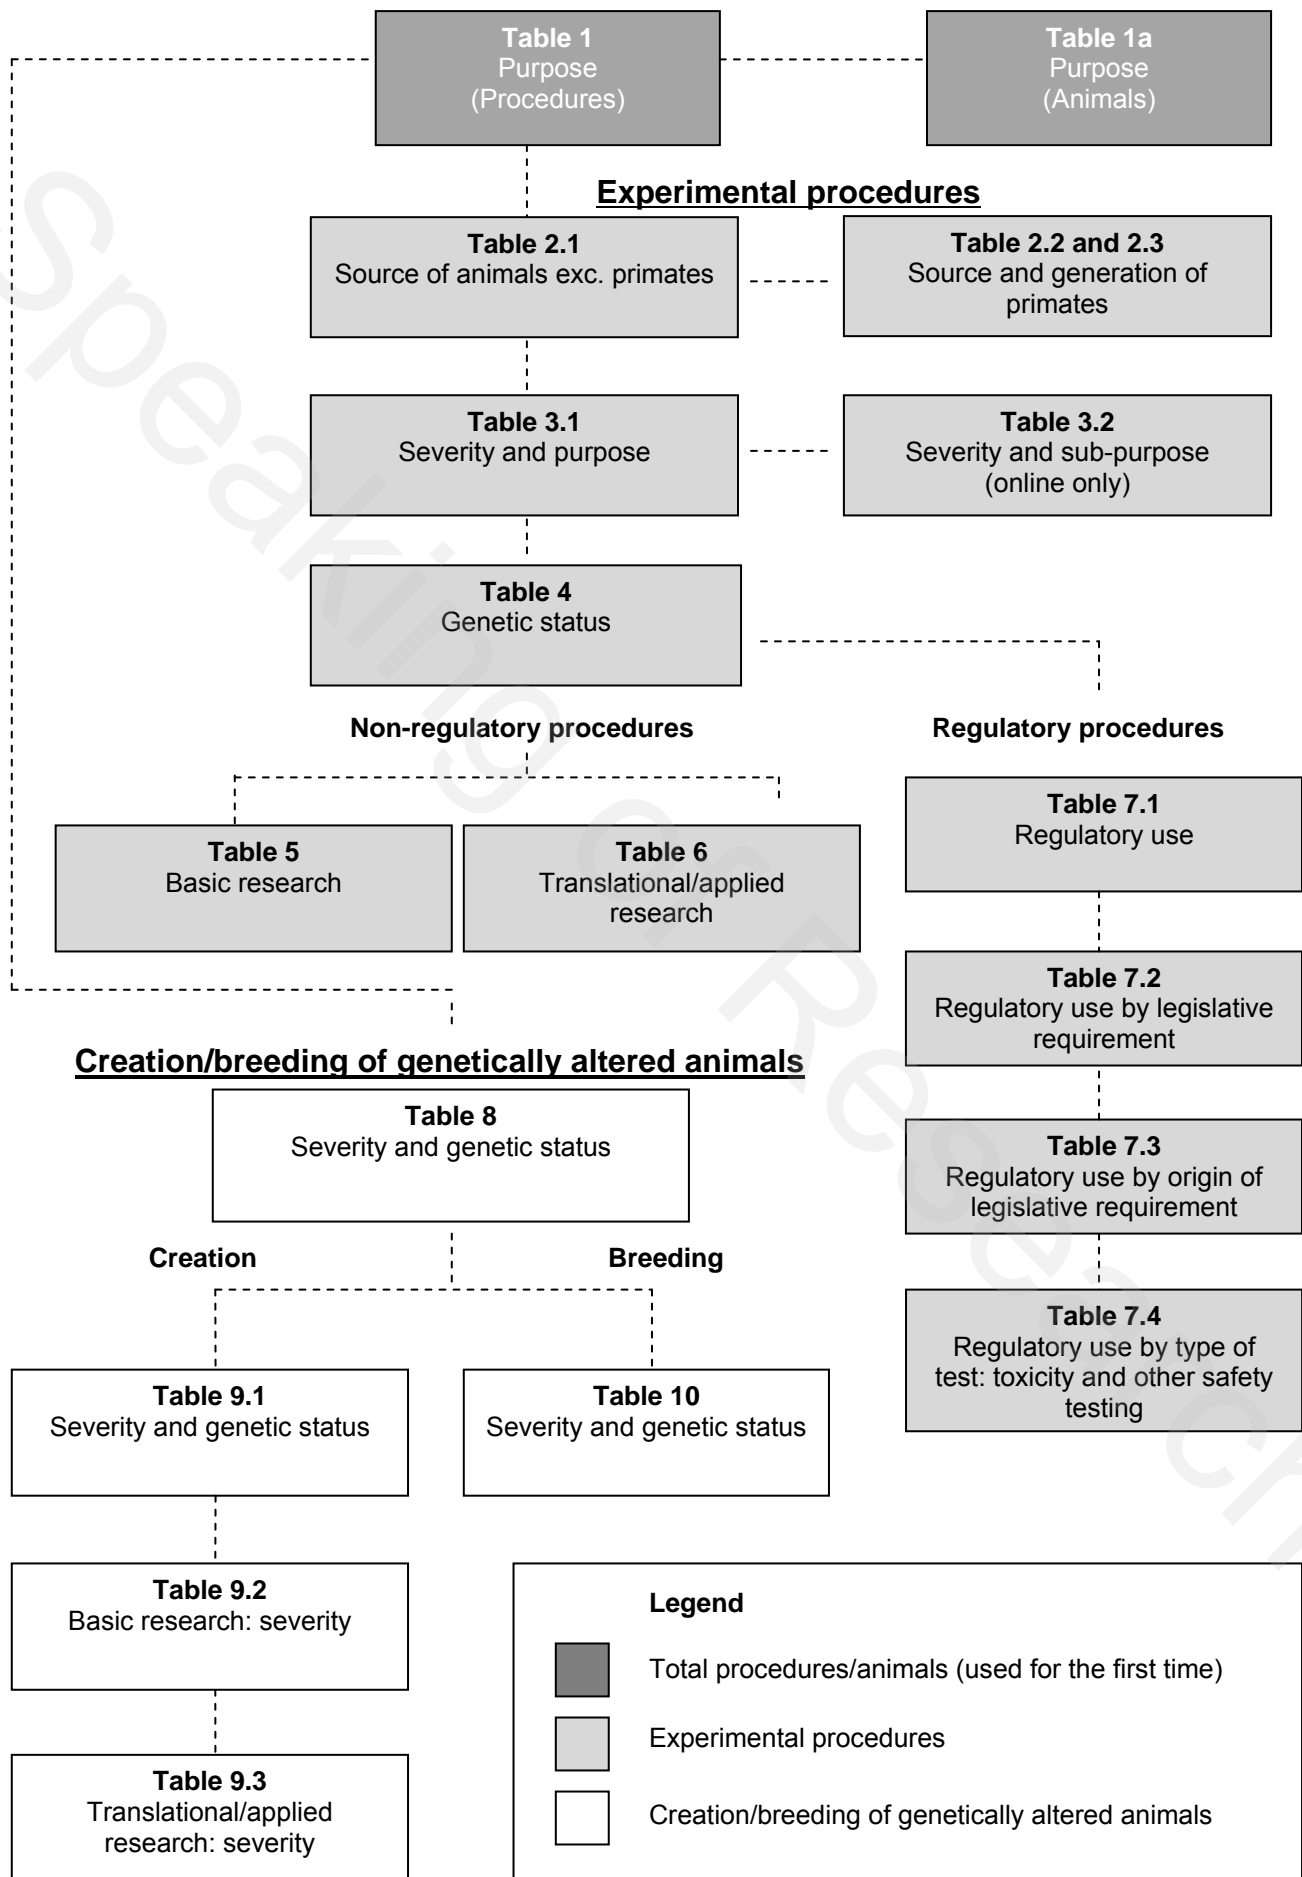 Table 1
Purpose
(Procedures)
Table 1a
Purpose
(Animals)
Experimental procedures
Table 2.1
Source of animals exc. primates
Table 2.2 and 2.3
Source and generation of
primates
Table 3.1
Severity and purpose
Table 3.2
Severity and sub-purpose
(online only)
Table 4
Genetic status
Non-regulatory procedures
Regulatory procedures
Table 5
Basic research
Table 6
Translational/applied
research
Table 7.1
Regulatory use
Table 7.2
Regulatory use by legislative
requirement
Table 7.3
Regulatory use by origin of
legislative requirement
Table 7.4
Regulatory use by type of
test: toxicity and other safety
testing
Creation/breeding of genetically altered animals
Table 8
Severity and genetic status
Creation
Breeding
Table 9.1
Severity and genetic status
Table 10
Severity and genetic status
Table 9.2
Basic research: severity
Table 9.3
Translational/applied
research: severity
Legend
Total procedures/animals (used for the first time)
Experimental procedures
Creation/breeding of genetically altered animals
Speaking of Research